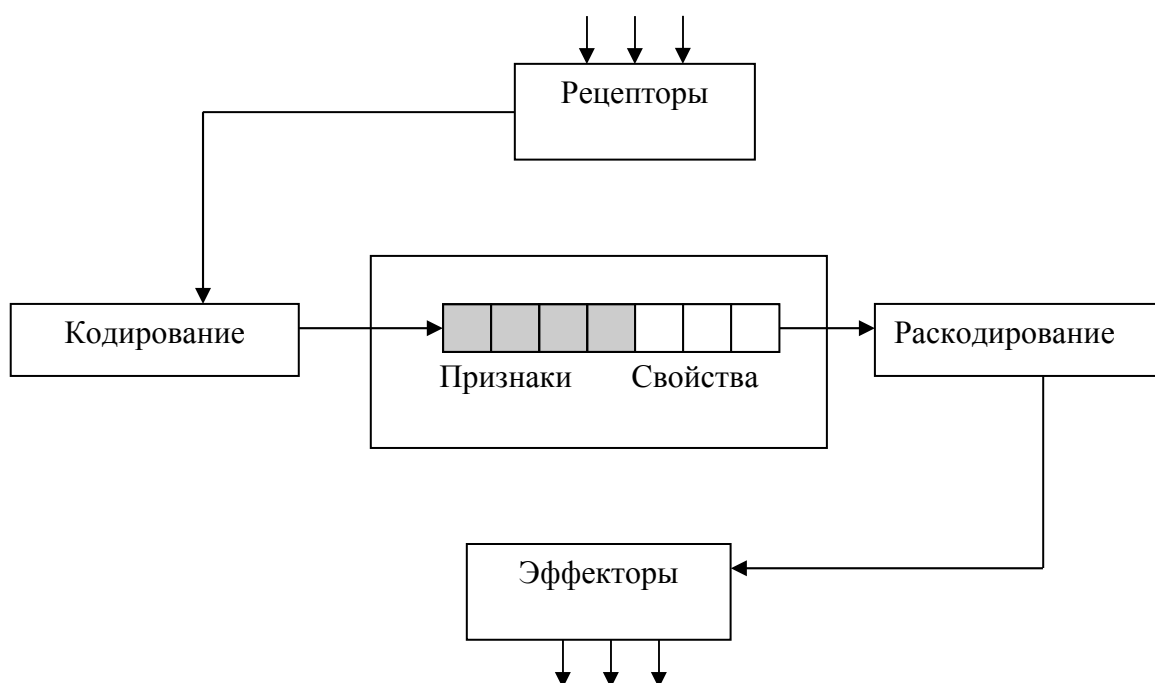 Рецепторы
Кодирование
Раскодирование
Признаки
Свойства
Эффекторы